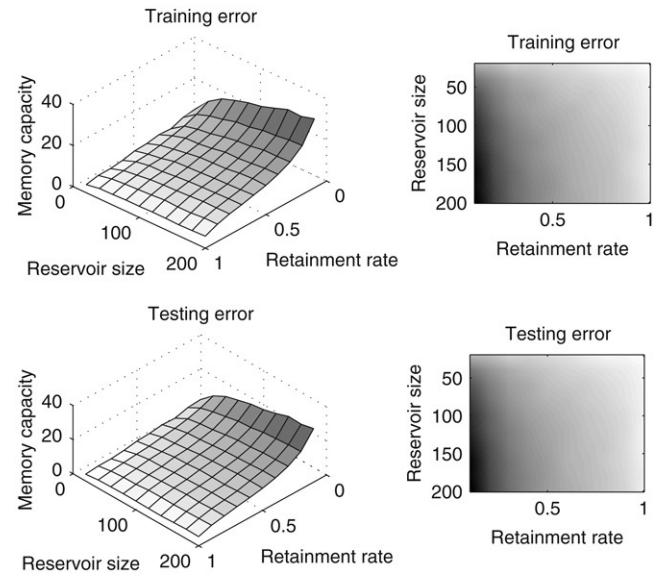 Training error
40
20
0
Memory capacity
0
100
200
Reservoir size
1
0.5
0
Retainment rate
Training error
50
100
150
200
Reservoir size
0.5
1
Retainment rate
Testing error
40
20
0
Memory capacity
0
100
200
Reservoir size
1
0.5
0
Retainment rate
Testing error
50
100
150
200
Reservoir size
0.5
1
Retainment rate